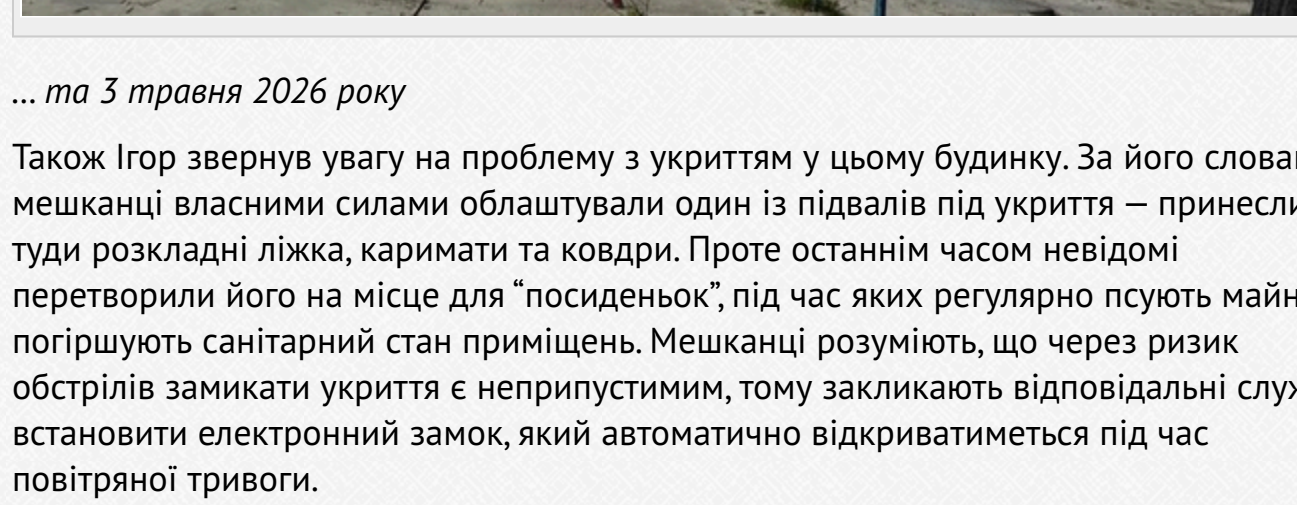 ... та 3 травня 2026 року
Також Ігор звернув увагу на проблему з укриттям у цьому будинку. За його
мешканці власними силами облаштували один із підвалів під укриття — принесли
туди розкладні ліжка, каримати та ковдри. Проте останнім часом невідомі
перетворили його на місце для “посиденьок”, під час яких регулярно псують
погіршують санітарний стан приміщень. Мешканці розуміють, що через ризик
обстрілів замикати укриття є неприпустимим, тому закликають відповідальні
встановити електронний замок, який автоматично відкриватиметься під час
повітряної тривоги.